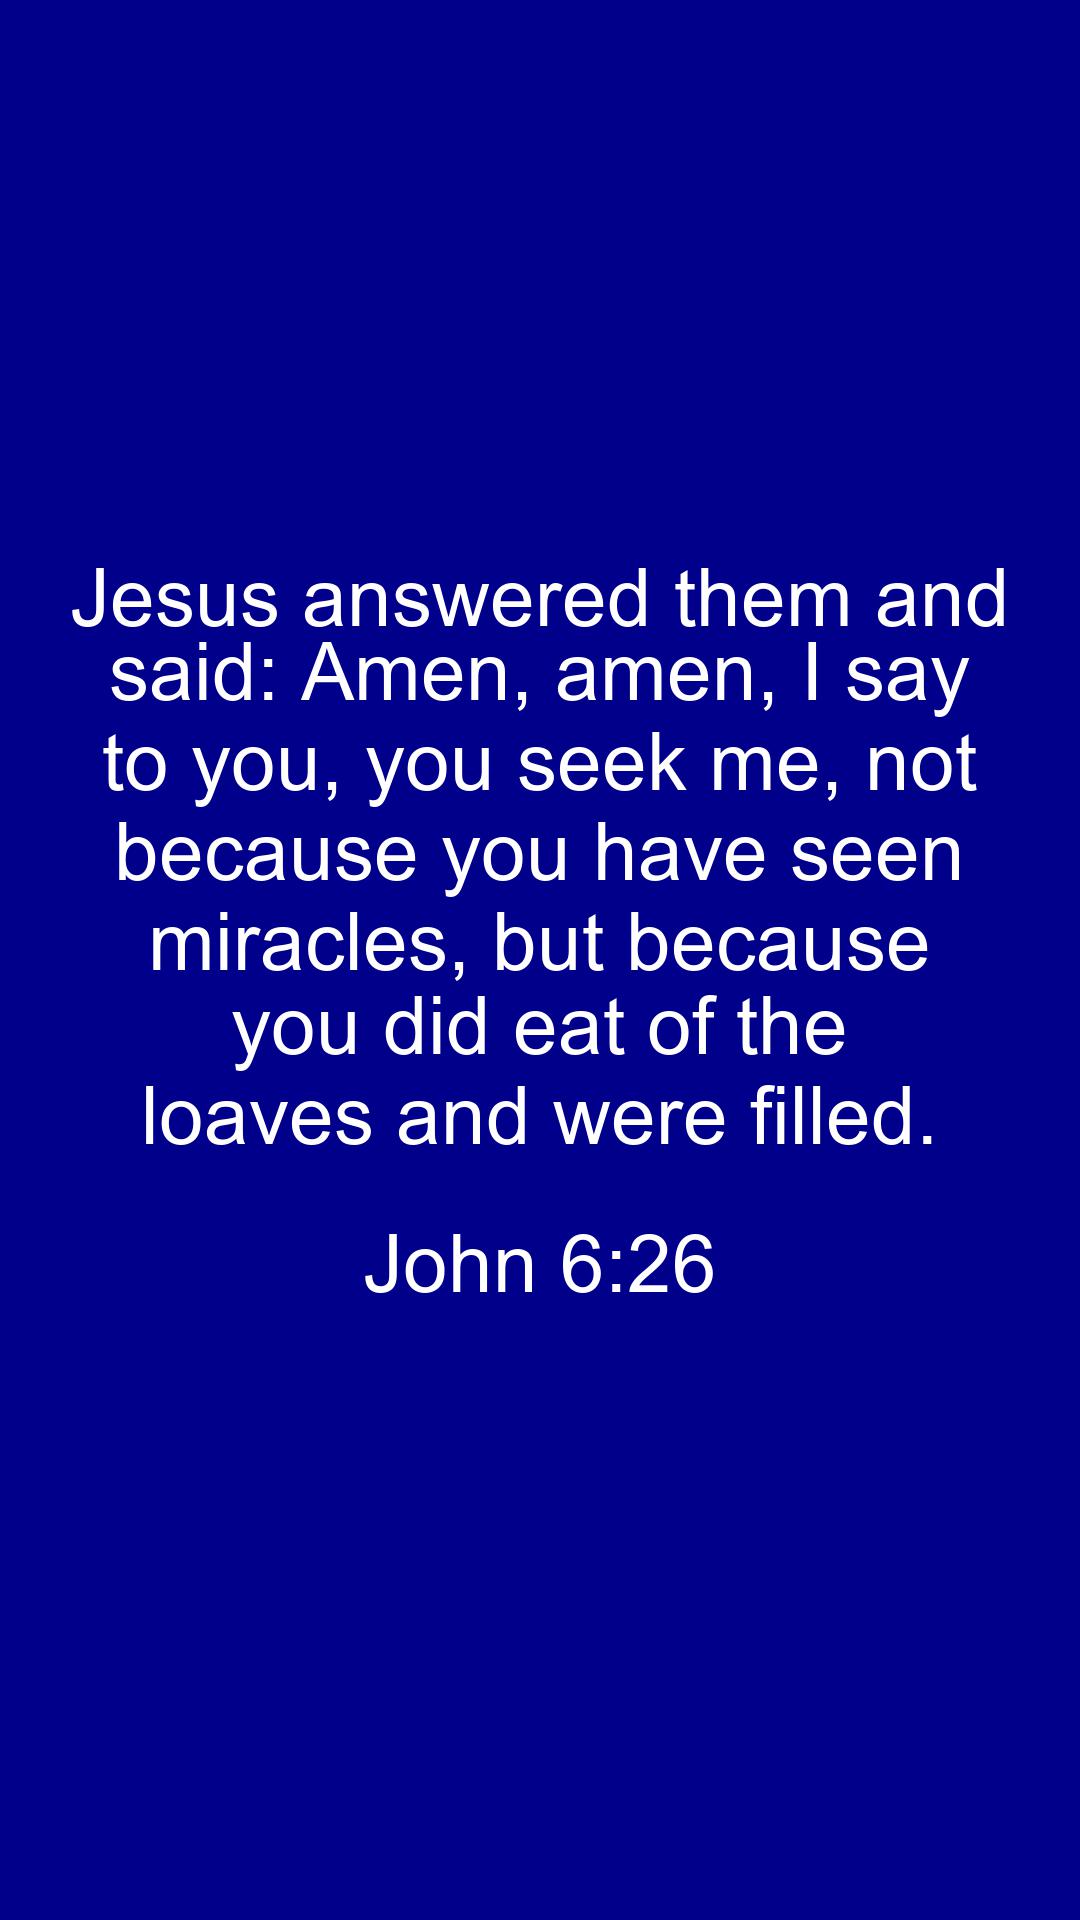 Jesus answered them and
said: Amen, amen, I say
to you, you seek me, not
because you have seen
miracles, but because
you did eat of the
loaves and were filled.
John 6:26